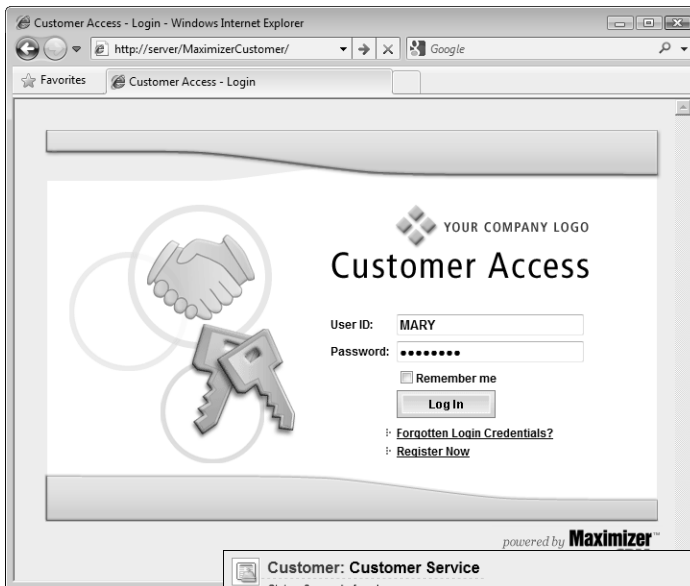 Customer Access - Login - Windows Internet Explorer
http://server/MaximizerCustomer/
Google
Favorites
Customer Access - Login
YOUR COMPANY LOGO
Customer Access
User ID: MARY
Password: ●●●●●●●●
Remember me
Log In
Forgotten Login Credentials?
Register Now
powered by Maximizer™
Customer: Customer Service